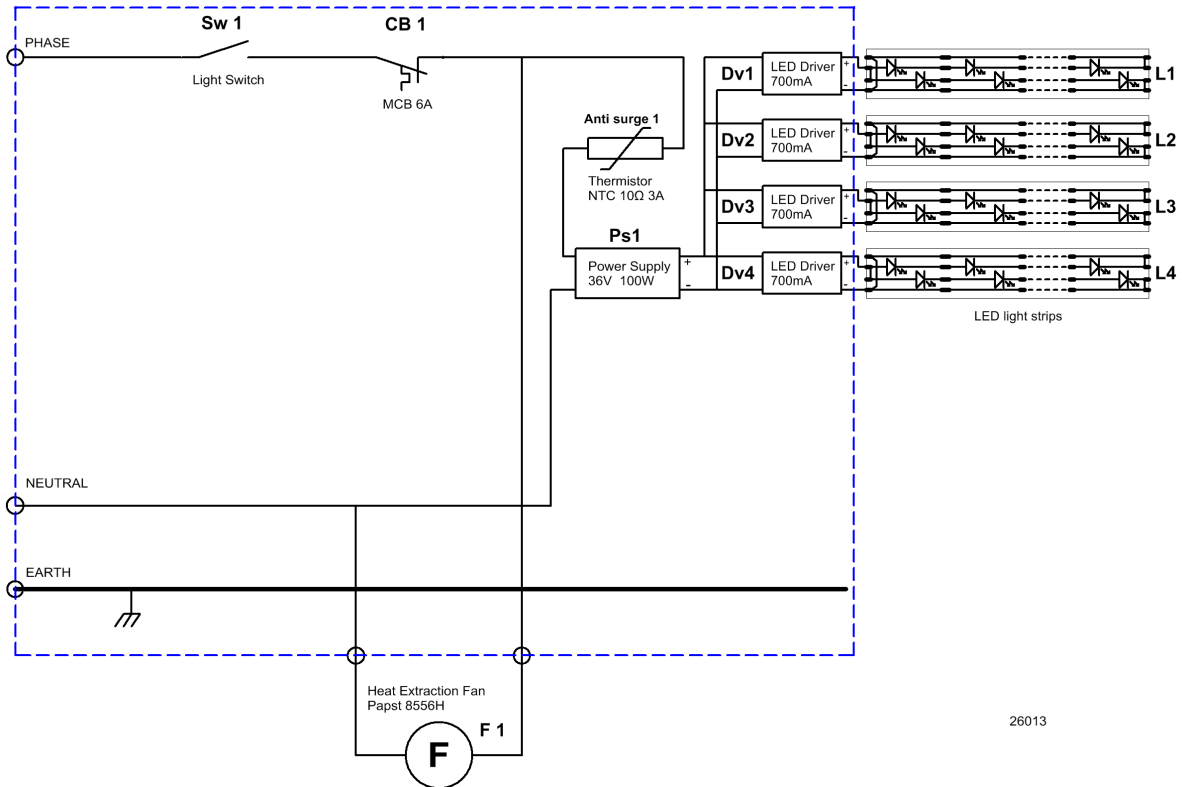 Sw 1
CB 1
PHASE
Light Switch
MCB 6A
Anti surge 1
Thermistor
NTC 10Ω 3A
Ps1
Power Supply
36V 100W
+
-
Dv1
LED Driver
700mA
+
-
L1
Dv2
LED Driver
700mA
+
-
L2
Dv3
LED Driver
700mA
+
-
L3
Dv4
LED Driver
700mA
+
-
L4
LED light strips
NEUTRAL
EARTH
Heat Extraction Fan
Papst 8556H
F 1
F
26013